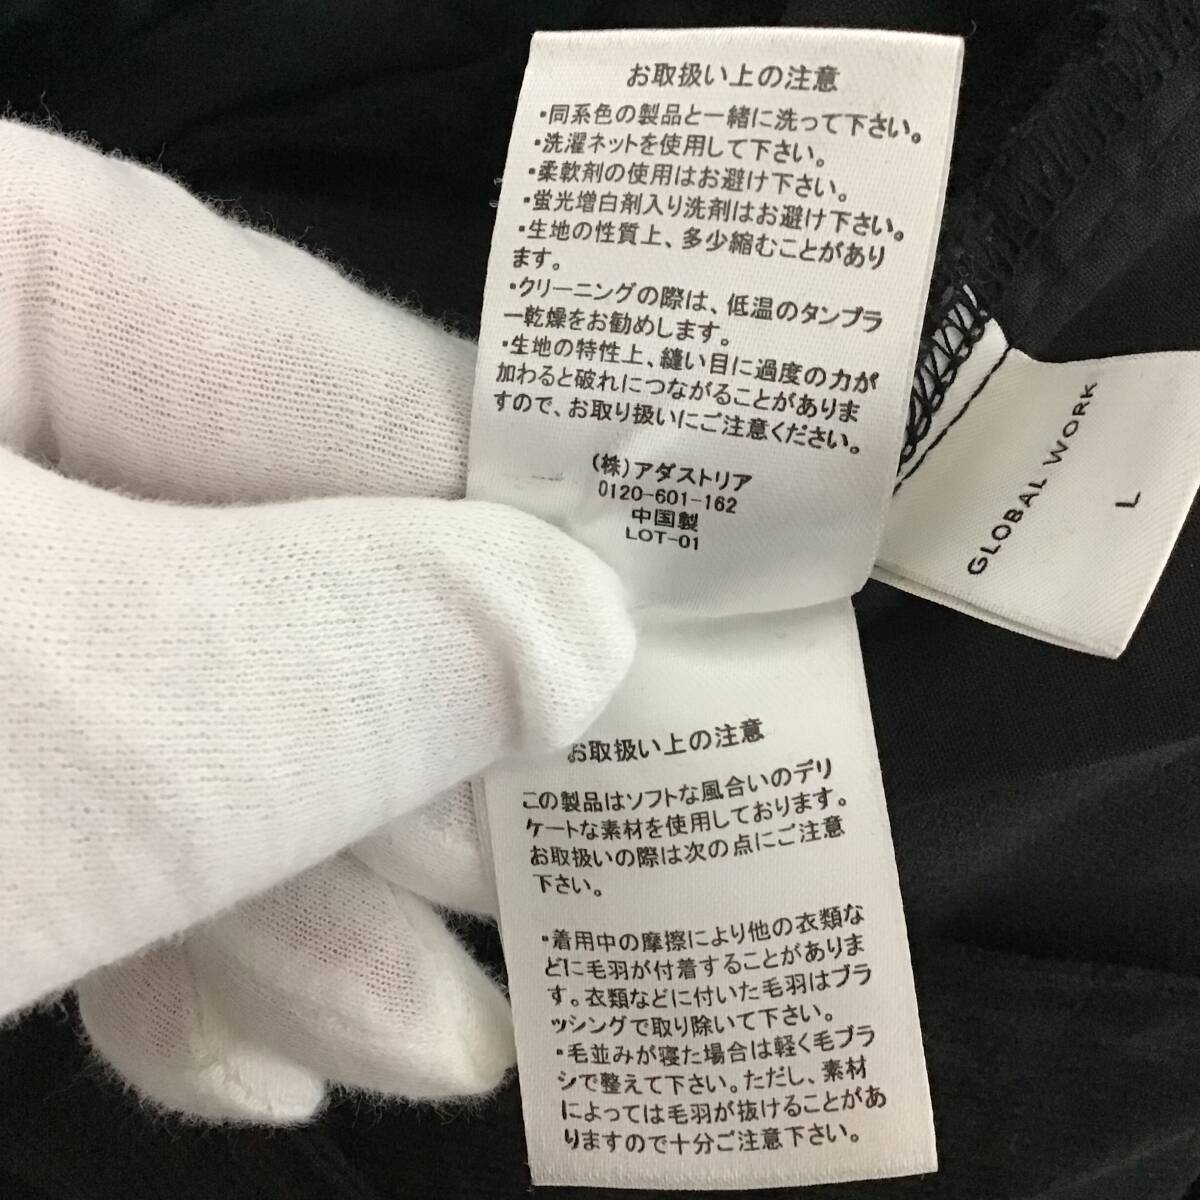 お取扱い上の注意
・同系色の製品と一緒に洗って下さい。
・洗濯ネットを使用して下さい。
・柔軟剤の使用はお避け下さい。
・蛍光増白剤入り洗剤はお避け下さい。
・生地の性質上、多少縮むことがあり
ます。
・クリーニングの際は、低温のタンブラ
ー乾燥をお勧めします。
・生地の特性上、縫い目に過度の力が
加わると破れにつながることがありま
すので、お取り扱いにご注意ください。
(株)アダストリア
0120-601-162
中国製
LOT-01
GLOBAL WORK
L
お取扱い上の注意
この製品はソフトな風合いのデリ
ケートな素材を使用しております。
お取扱いの際は次の点にご注意
下さい。
・着用中の摩擦により他の衣類な
どに毛羽が付着することがありま
す。衣類などに付いた毛羽はブラ
ッシングで取り除いて下さい。
・毛並みが寝た場合は軽く毛ブラ
シで整えて下さい。ただし、素材
によっては毛羽が抜けることがあ
りますので十分ご注意下さい。